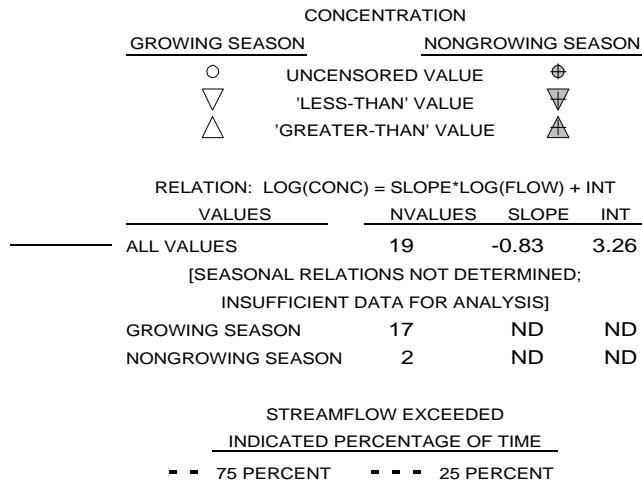 CONCENTRATION
GROWING SEASON NONGROWING SEASON
UNCENSORED VALUE
'LESS-THAN' VALUE
'GREATER-THAN' VALUE
RELATION: LOG(CONC) = SLOPE*LOG(FLOW) + INT
VALUES NVALUES SLOPE INT
ALL VALUES 19 -0.83 3.26
[SEASONAL RELATIONS NOT DETERMINED;
INSUFFICIENT DATA FOR ANALYSIS]
GROWING SEASON 17 ND ND
NONGROWING SEASON 2 ND ND
STREAMFLOW EXCEEDED
INDICATED PERCENTAGE OF TIME
75 PERCENT 25 PERCENT